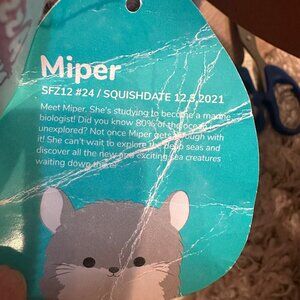 Miper
SFZ12 #24 / SQUISHDATE 12.3.2021
Meet Miper. She's studying to become a marine
biologist! Did you know 80% of the ocean is
unexplored? Not once Miper gets through with
it! She can't wait to explore the deep seas and
discover all the new and exciting sea creatures
waiting down there!